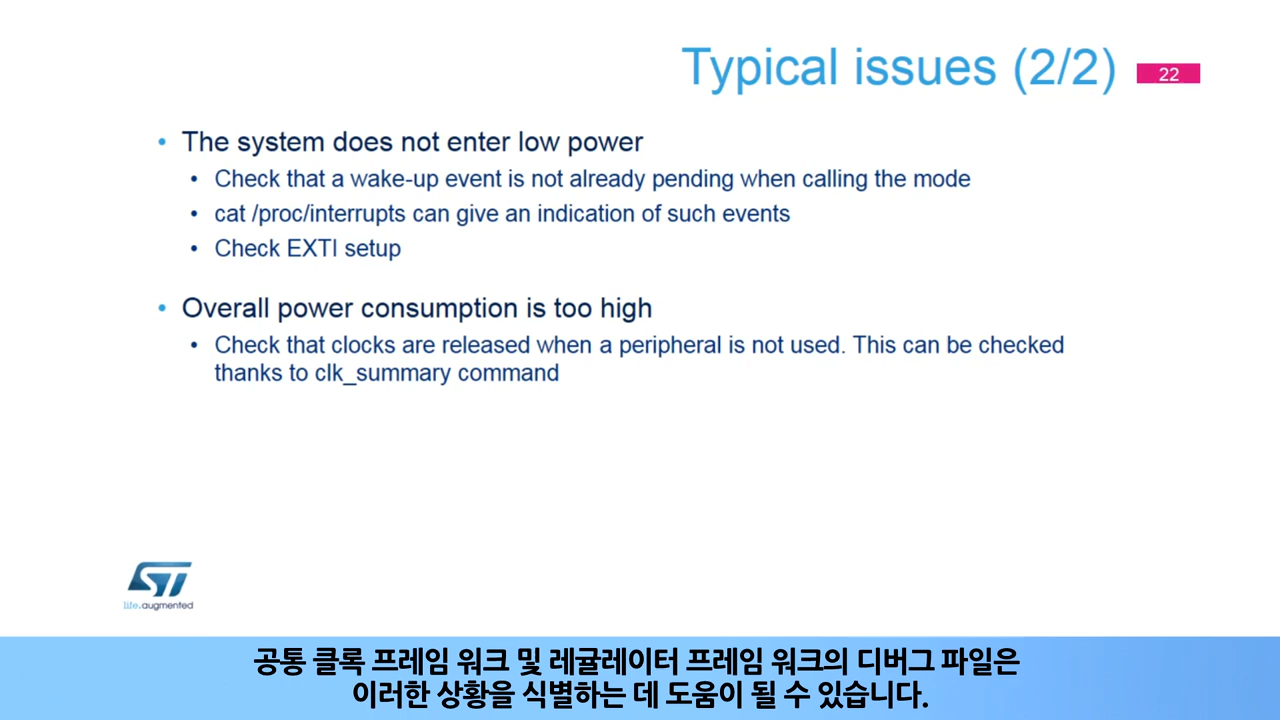 Typical issues (2/2)
22
• The system does not enter low power
• Check that a wake-up event is not already pending when calling the mode
• cat /proc/interrupts can give an indication of such events
• Check EXTI setup
• Overall power consumption is too high
• Check that clocks are released when a peripheral is not used. This can be checked
thanks to clk_summary command
ST
life.augmented
공통 클록 프레임 워크 및 레귤레이터 프레임 워크의 디버그 파일은
이러한 상황을 식별하는 데 도움이 될 수 있습니다.